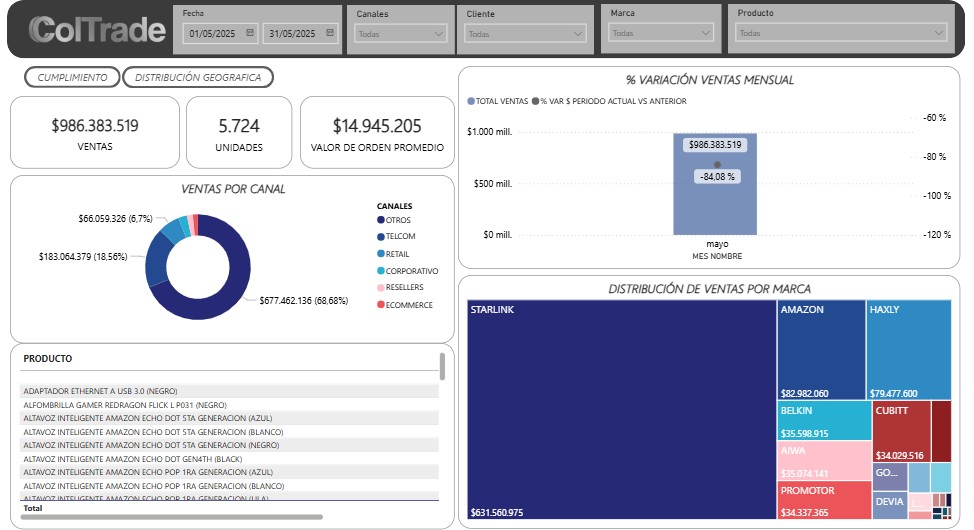 ColTrade
Fecha
01/05/2025
31/05/2025
Canales
Todas
Cliente
Todas
Marca
Todas
Producto
Todas
CUMPLIMIENTO
DISTRIBUCIÓN GEOGRAFICA
$986.383.519
VENTAS
5.724
UNIDADES
$14.945.205
VALOR DE ORDEN PROMEDIO
VENTAS POR CANAL
$66.059.326 (6,7%)
$183.064.379 (18,56%)
$677.462.136 (68,68%)
CANALES
OTROS
TELCOM
RETAIL
CORPORATIVO
RESELLERS
ECOMMERCE
PRODUCTO
ADAPTADOR ETHERNET A USB 3.0 (NEGRO)
ALFOMBRILLA GAMER REDRAGON FLICK L P031 (NEGRO)
ALTAVOZ INTELIGENTE AMAZON ECHO DOT 5TA GENERACION (AZUL)
ALTAVOZ INTELIGENTE AMAZON ECHO DOT 5TA GENERACION (BLANCO)
ALTAVOZ INTELIGENTE AMAZON ECHO DOT 5TA GENERACION (NEGRO)
ALTAVOZ INTELIGENTE AMAZON ECHO DOT GEN4TH (BLACK)
ALTAVOZ INTELIGENTE AMAZON ECHO POP 1RA GENERACION (AZUL)
ALTAVOZ INTELIGENTE AMAZON ECHO POP 1RA GENERACION (BLANCO)
ALTAVOZ INTELIGENTE AMAZON ECHO POP 1RA GENERACION (LILA)
Total
% VARIACIÓN VENTAS MENSUAL
TOTAL VENTAS
% VAR $ PERIODO ACTUAL VS ANTERIOR
$1.000 mill.
$500 mill.
$0 mill.
$986.383.519
-84,08 %
-60 %
-80 %
-100 %
-120 %
mayo
MES NOMBRE
DISTRIBUCIÓN DE VENTAS POR MARCA
STARLINK
$631.560.975
AMAZON
$82.982.060
HAXLY
$79.477.600
BELKIN
$35.598.915
AIWA
$35.074.141
PROMOTOR
$34.337.365
CUBITT
$34.029.516
GO...
DEVIA